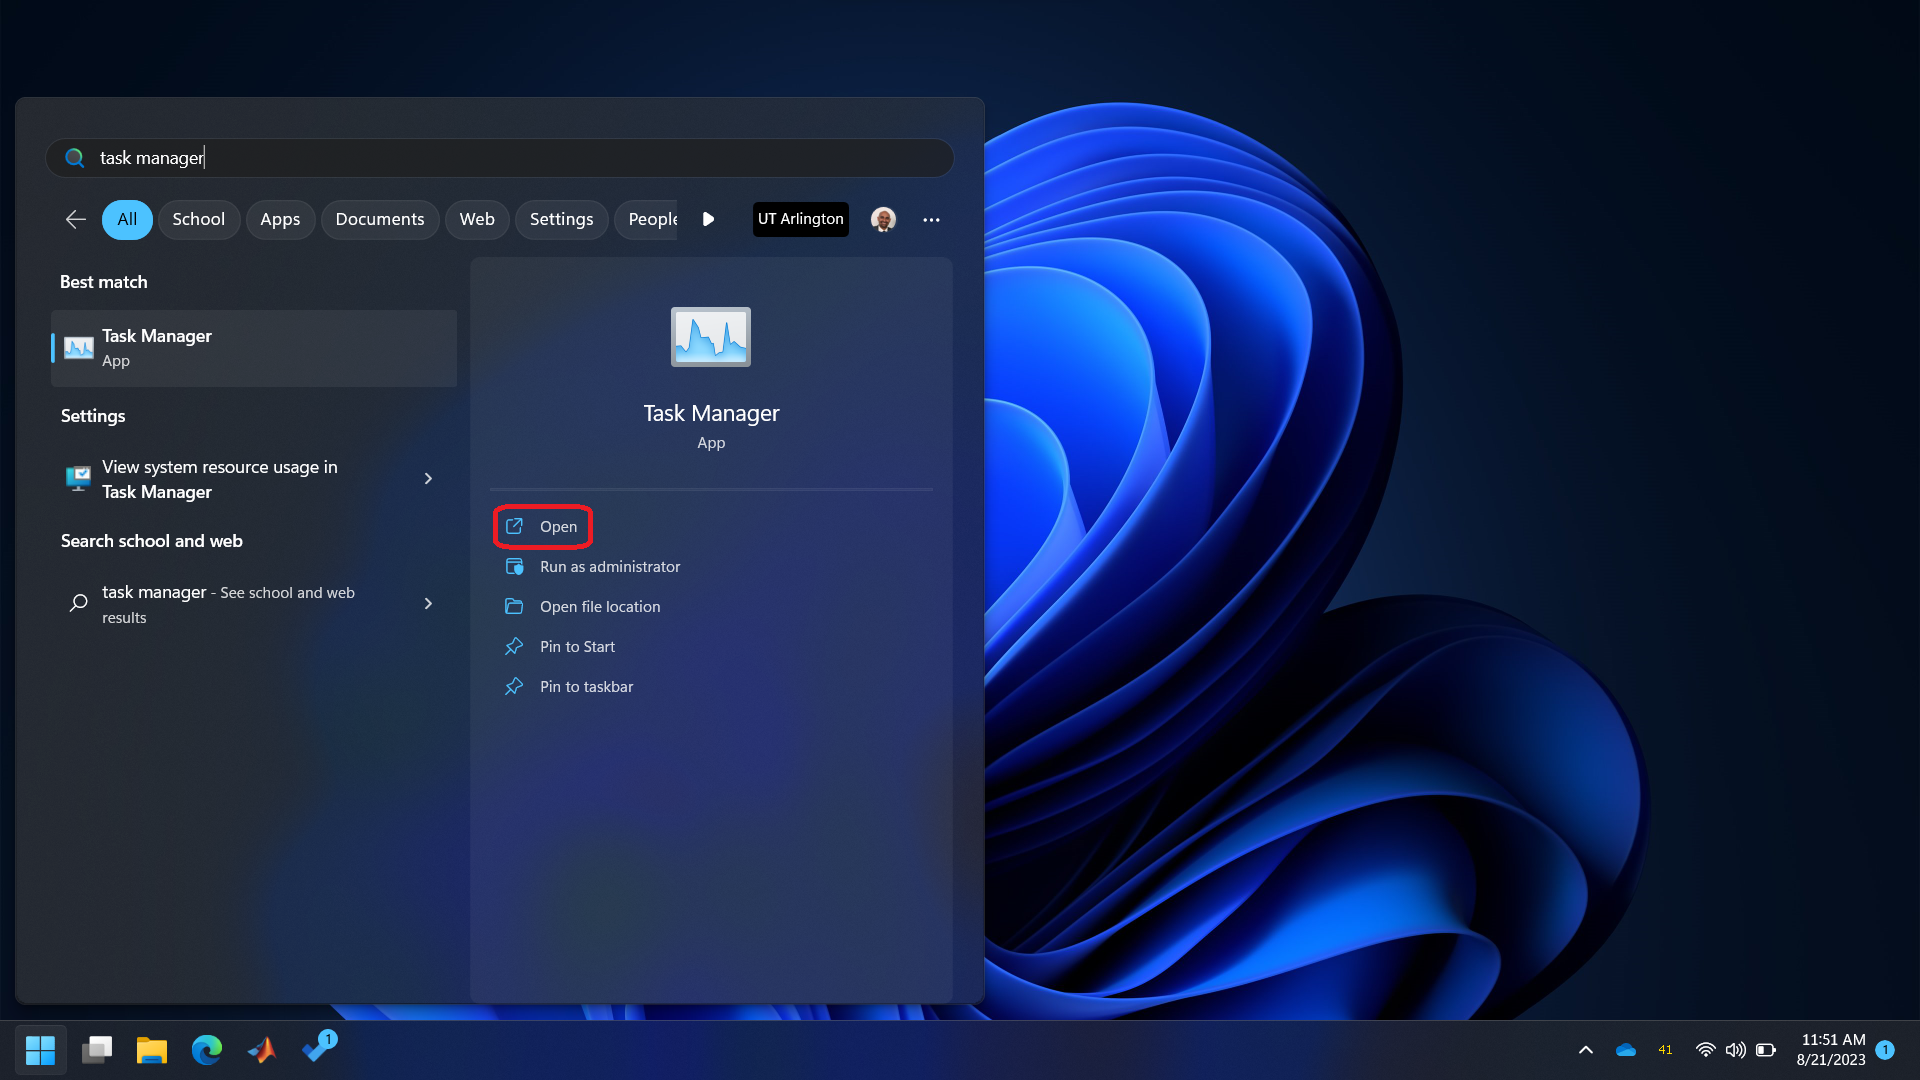 task manager
All
School
Apps
Documents
Web
Settings
People
UT Arlington
Best match
Task Manager
App
Settings
View system resource usage in
Task Manager
Search school and web
task manager - See school and web
results
Task Manager
App
Open
Run as administrator
Open file location
Pin to Start
Pin to taskbar
1
41
11:51 AM
8/21/2023
1